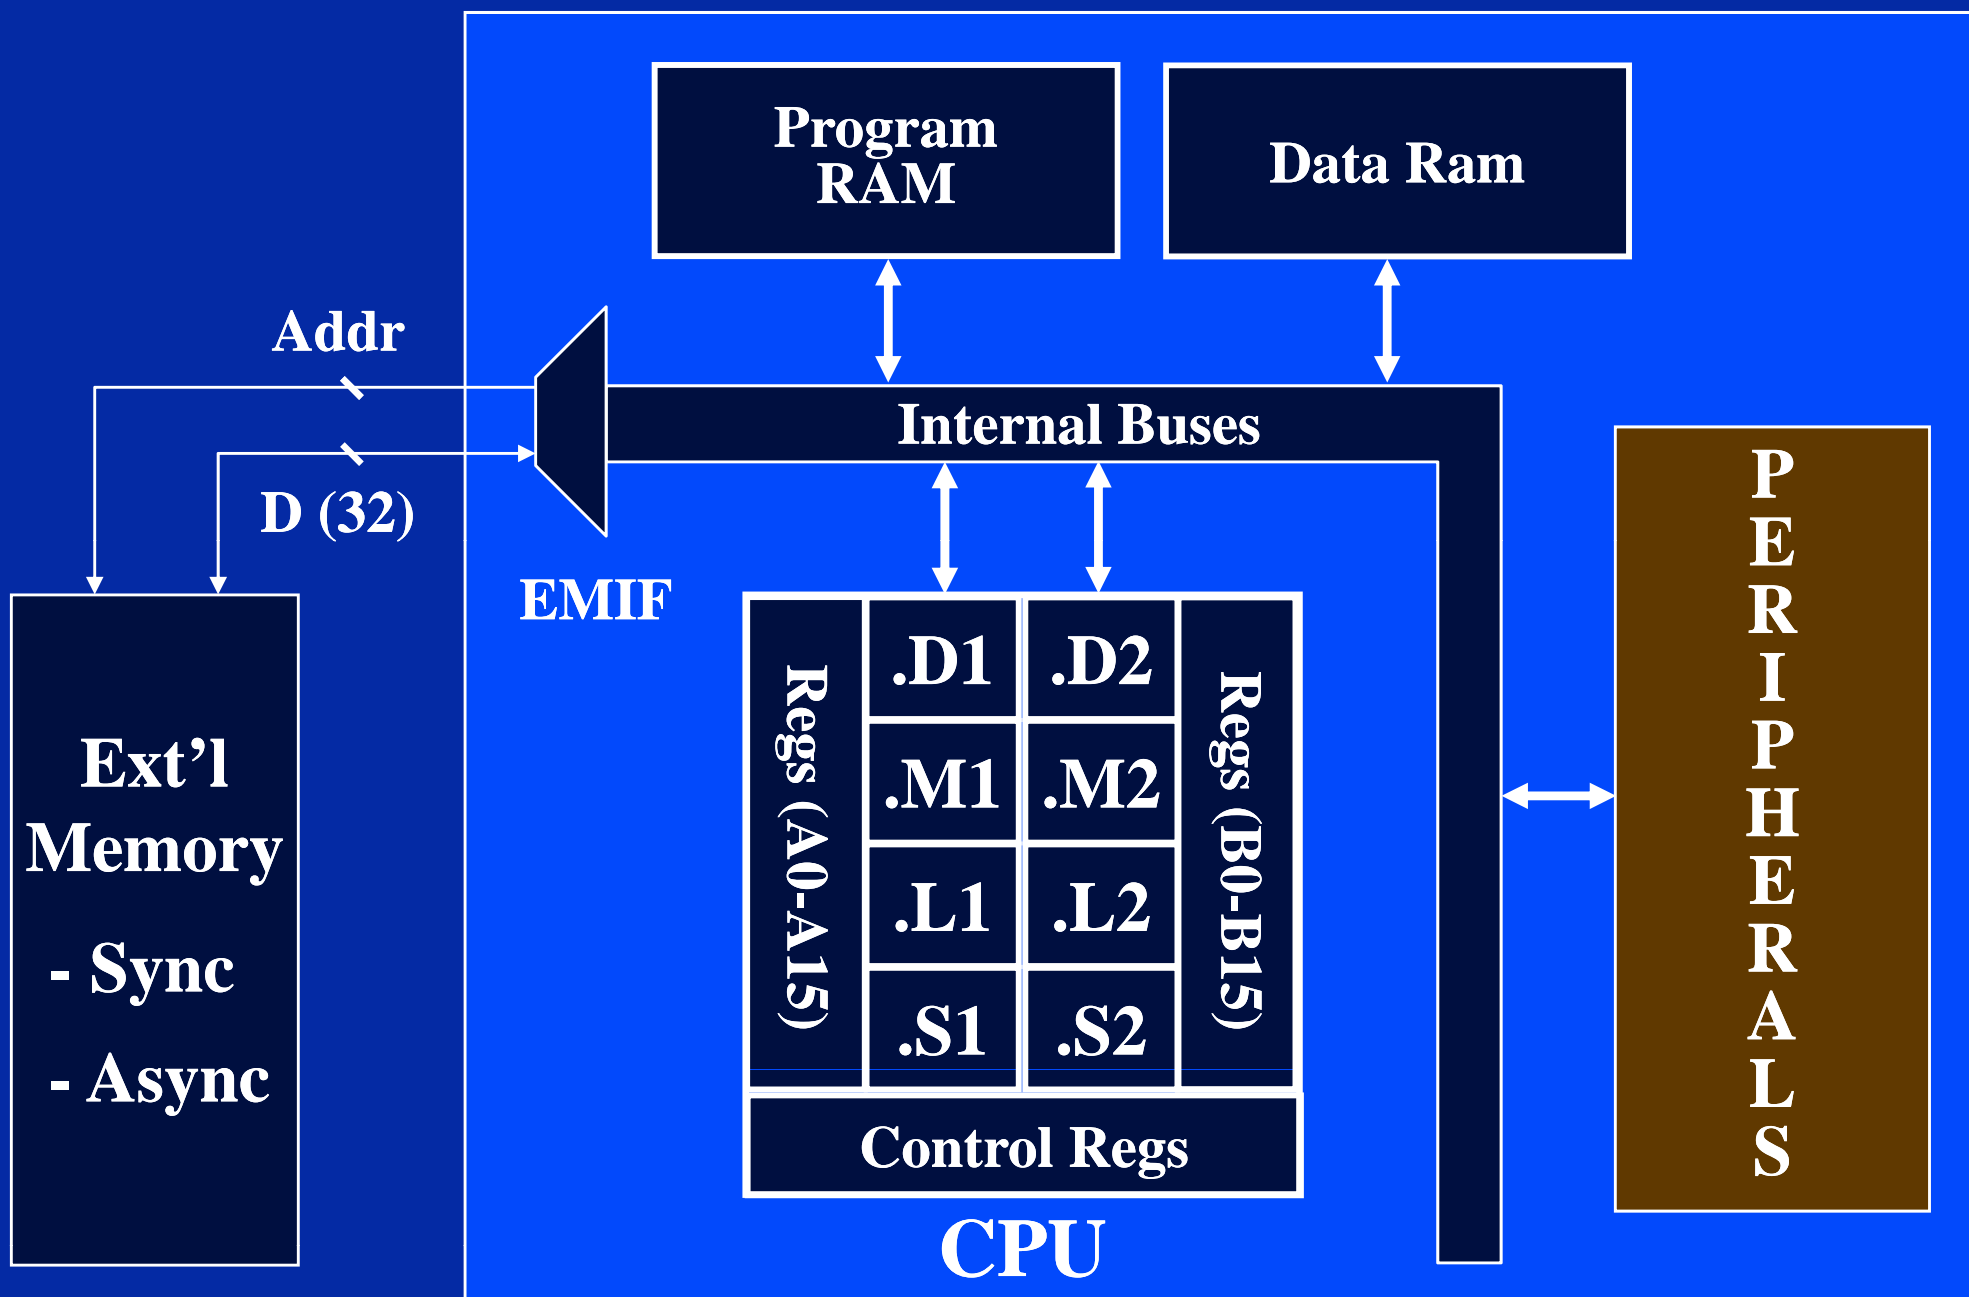 Program
RAM
Data Ram
Addr
Internal Buses
D (32)
EMIF
Ext’l
Memory
- Sync
- Async
Regs (A0-A15)
.D1
.D2
.M1
.M2
.L1
.L2
.S1
.S2
Regs (B0-B15)
Control Regs
CPU
PERIPHERALS